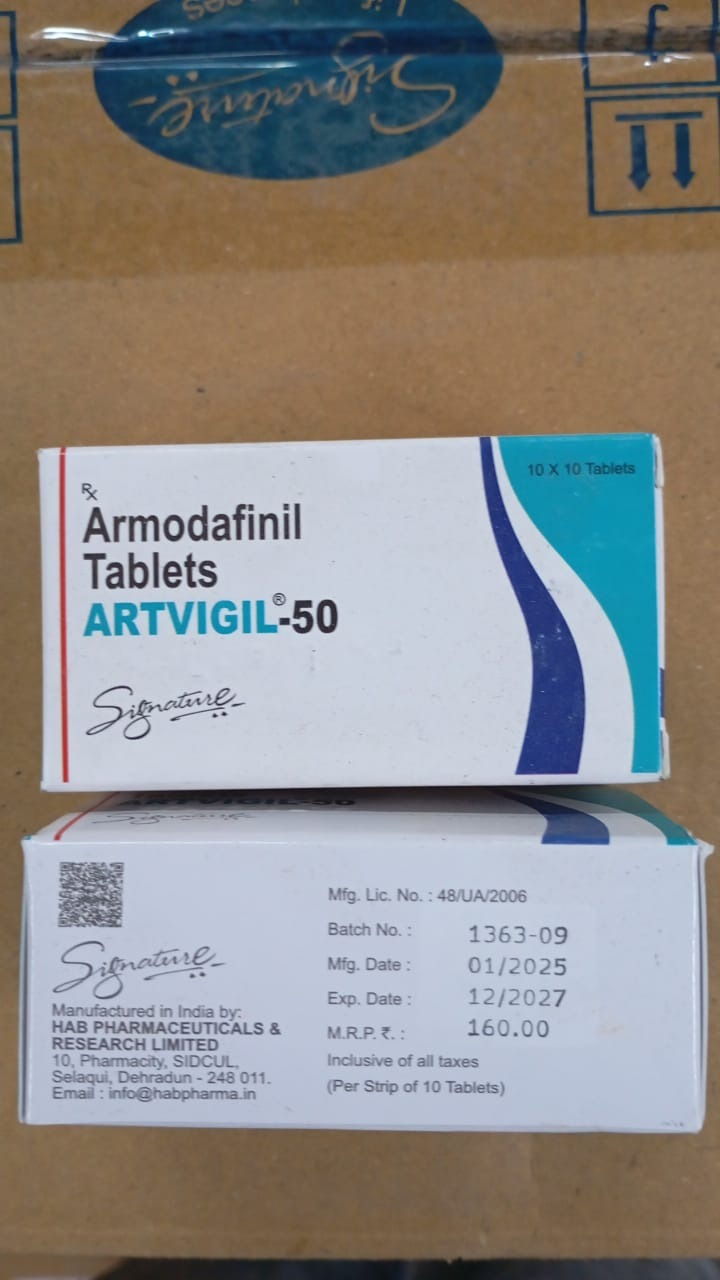 Signature
Rx
10 X 10 Tablets
Armodafinil
Tablets
ARTVIGIL®-50
Signature
ARTVIGIL-50
Signature
Signature
Manufactured in India by:
HAB PHARMACEUTICALS &
RESEARCH LIMITED
10, Pharmacity, SIDCUL,
Selaqui, Dehradun - 248 011.
Email : info@habpharma.in
Mfg. Lic. No. : 48/UA/2006
Batch No. : 1363-09
Mfg. Date : 01/2025
Exp. Date : 12/2027
M.R.P. ₹. : 160.00
Inclusive of all taxes
(Per Strip of 10 Tablets)